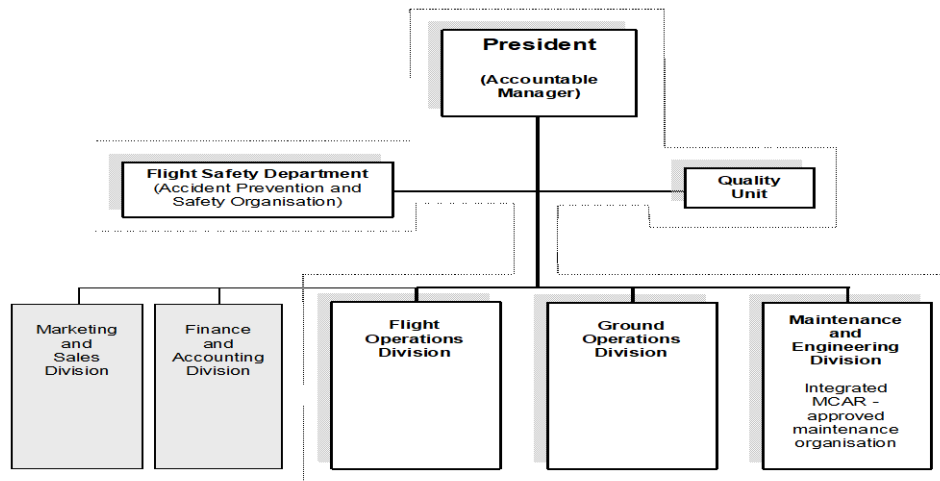 President
(Accountable
Manager)
Flight Safety Department
(Accident Prevention and
Safety Organisation)
Quality
Unit
Marketing
and
Sales
Division
Finance
and
Accounting
Division
Flight
Operations
Division
Ground
Operations
Division
Maintenance
and
Engineering
Division
Integrated
MCAR -
approved
maintenance
organisation